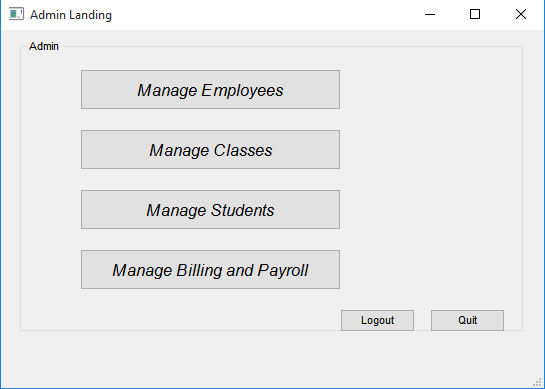 Admin Landing
Admin
Manage Employees
Manage Classes
Manage Students
Manage Billing and Payroll
Logout Quit